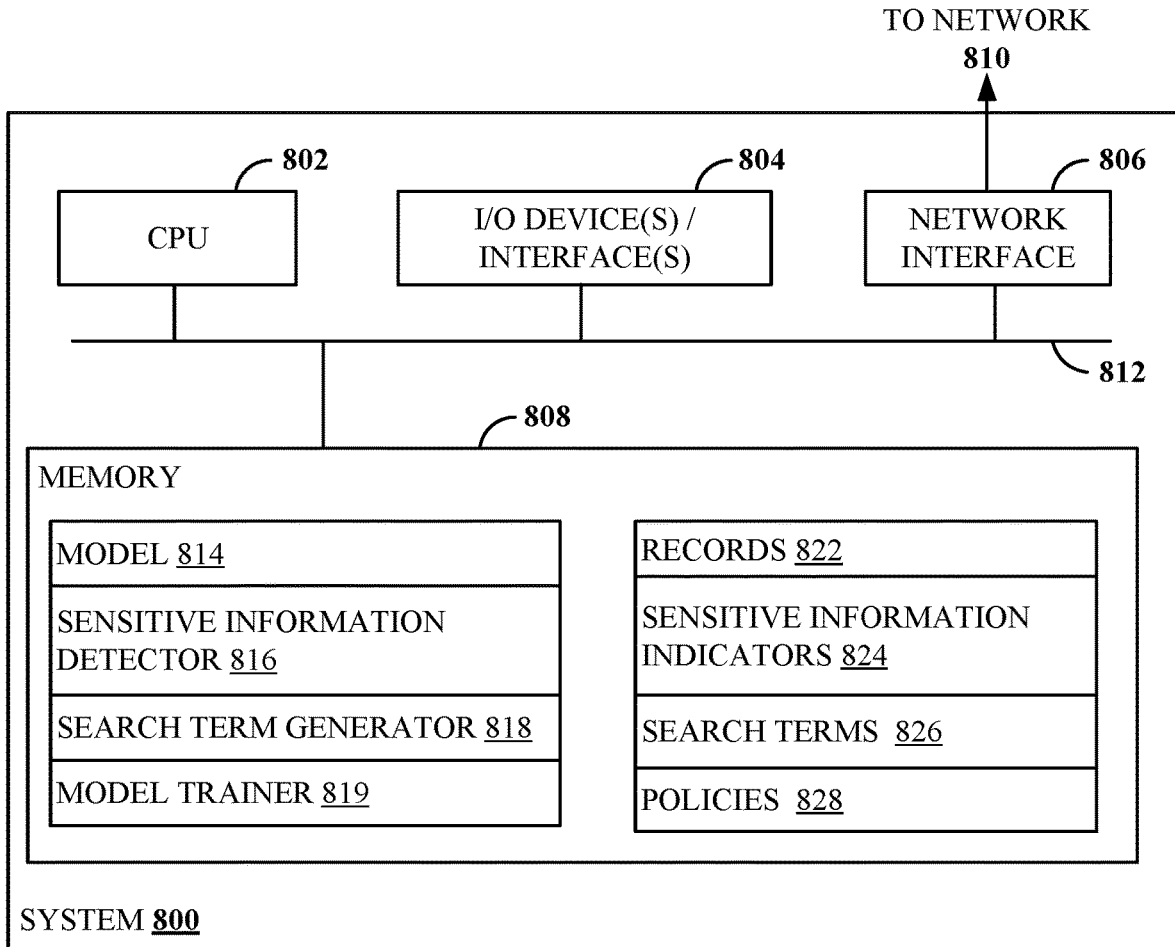 TO NETWORK
810
802
804
806
CPU
I/O DEVICE(S) /
INTERFACE(S)
NETWORK
INTERFACE
812
808
MEMORY
MODEL 814
SENSITIVE INFORMATION
DETECTOR 816
SEARCH TERM GENERATOR 818
MODEL TRAINER 819
RECORDS 822
SENSITIVE INFORMATION
INDICATORS 824
SEARCH TERMS 826
POLICIES 828
SYSTEM 800